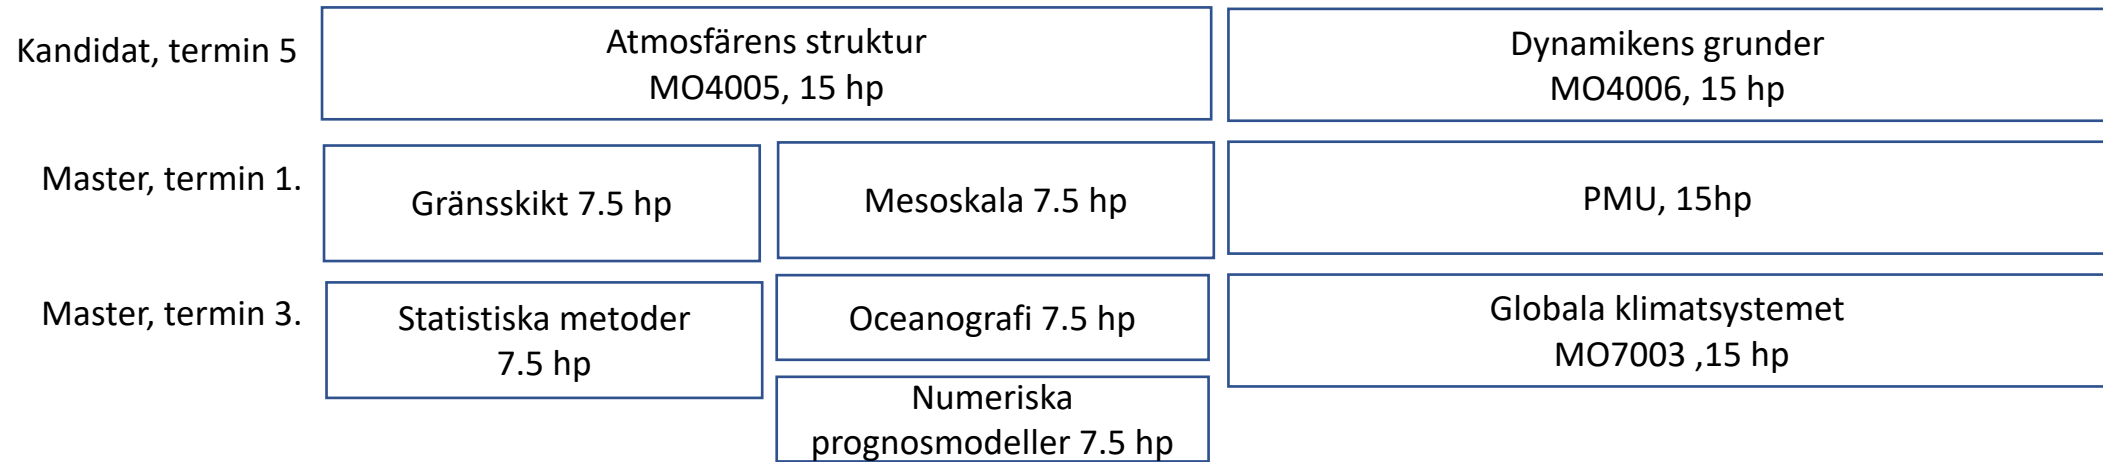 Kandidat, termin 5
Atmosfärens struktur
MO4005, 15 hp
Dynamikens grunder
MO4006, 15 hp
Master, termin 1.
Gränsskikt 7.5 hp
Mesoskala 7.5 hp
PMU, 15hp
Master, termin 3.
Statistiska metoder
7.5 hp
Oceanografi 7.5 hp
Globala klimatsystemet
MO7003 ,15 hp
Numeriska
prognosmodeller 7.5 hp